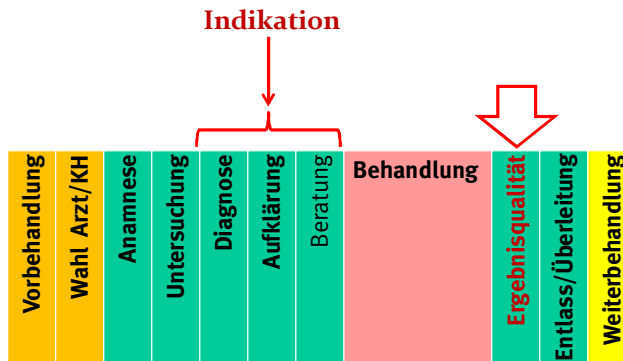 Indikation
Vorbehandlung
Wahl Arzt/KH
Anamnese
Untersuchung
Diagnose
Aufklärung
Beratung
Behandlung
Ergebnisqualität
Entlass/Überleitung
Weiterbehandlung